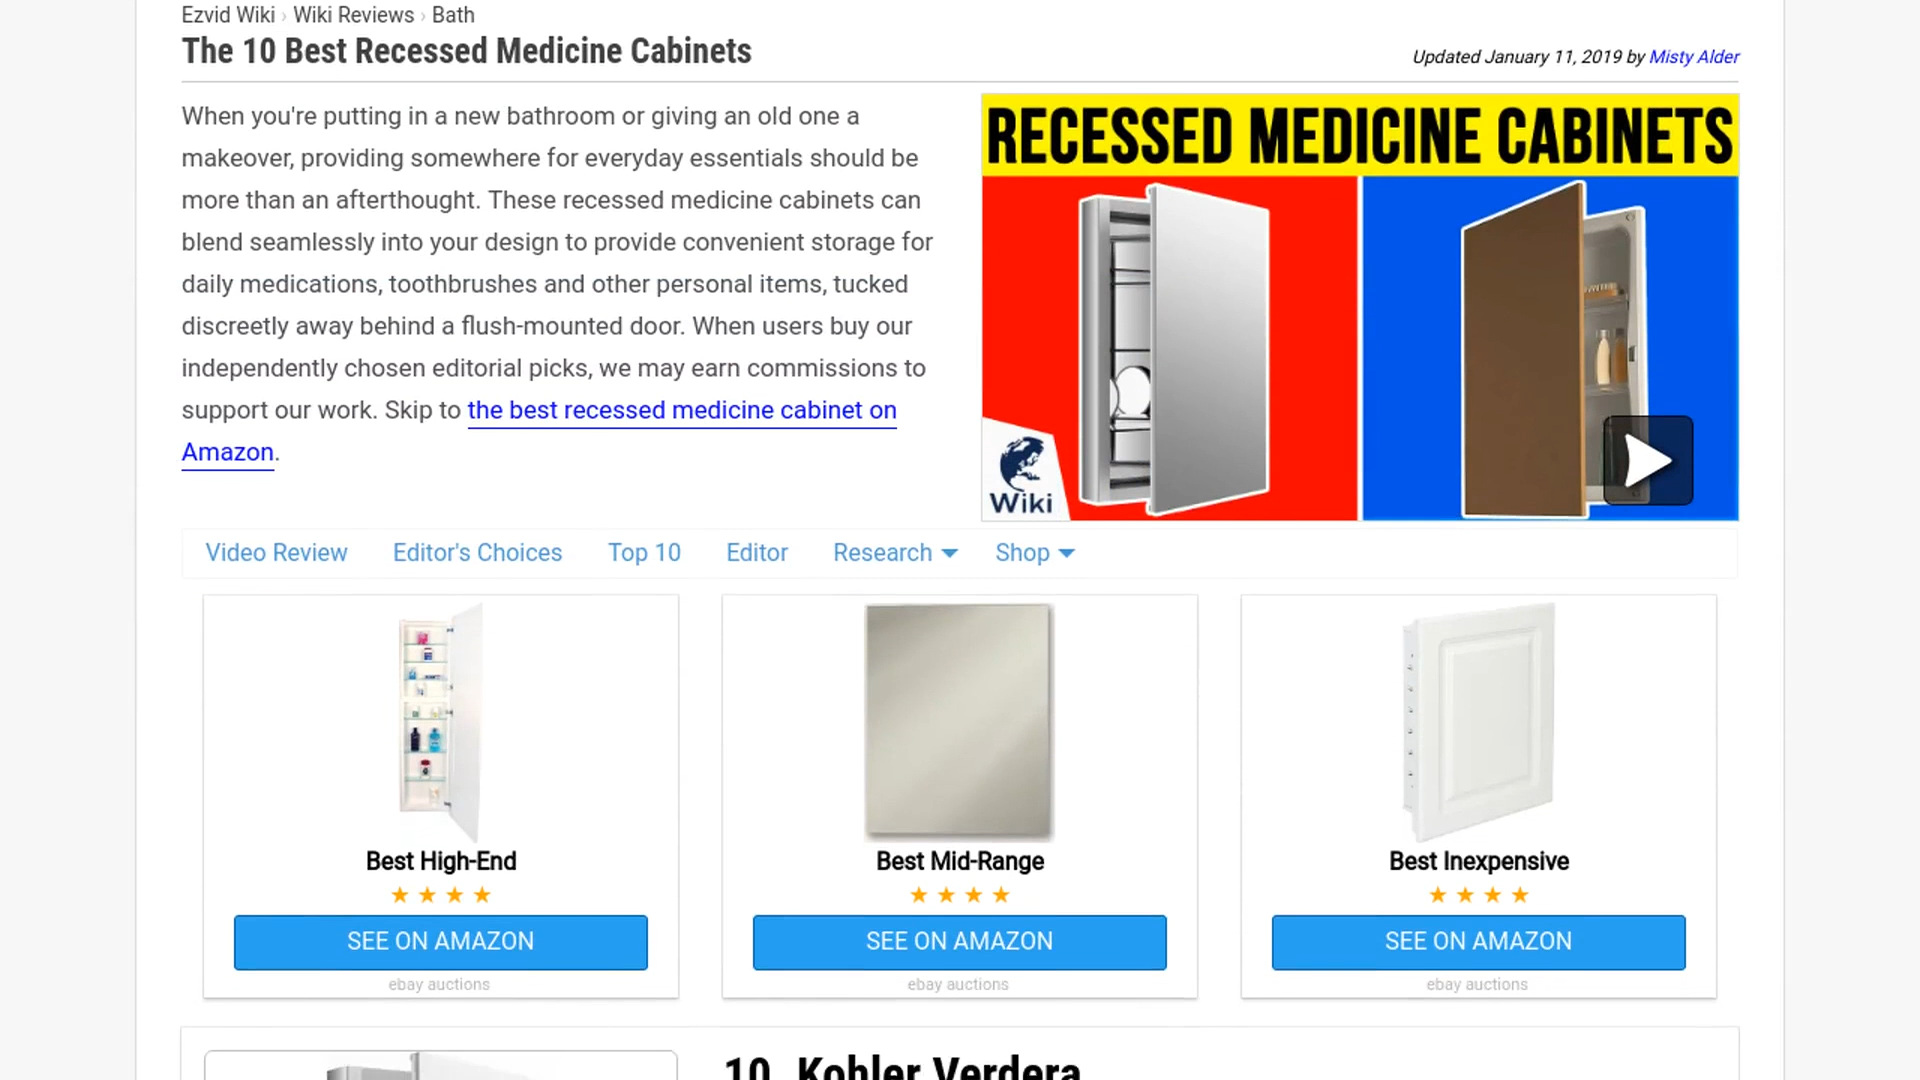 Ezvid Wiki › Wiki Reviews › Bath
The 10 Best Recessed Medicine Cabinets
Updated January 11, 2019 by Misty Alder
When you're putting in a new bathroom or giving an old one a
makeover, providing somewhere for everyday essentials should be
more than an afterthought. These recessed medicine cabinets can
blend seamlessly into your design to provide convenient storage for
daily medications, toothbrushes and other personal items, tucked
discreetly away behind a flush-mounted door. When users buy our
independently chosen editorial picks, we may earn commissions to
support our work. Skip to the best recessed medicine cabinet on
Amazon.
RECESSED MEDICINE CABINETS
Wiki
Video Review Editor's Choices Top 10 Editor Research Shop
Best High-End
SEE ON AMAZON
ebay auctions
Best Mid-Range
SEE ON AMAZON
ebay auctions
Best Inexpensive
SEE ON AMAZON
ebay auctions
10. Kohler Verdera